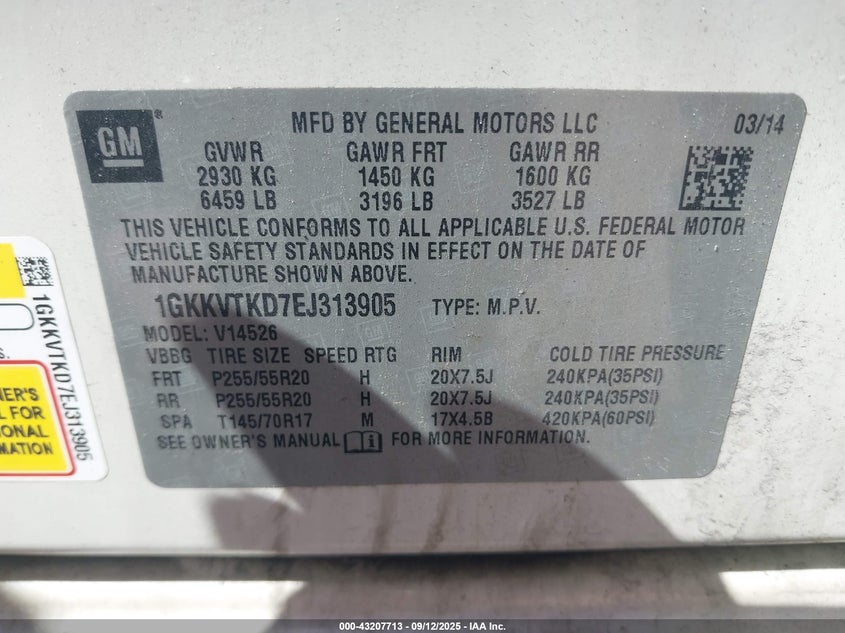 GM
®
MFD BY GENERAL MOTORS LLC
03/14
GVWR GAWR FRT GAWR RR
2930 KG 1450 KG 1600 KG
6459 LB 3196 LB 3527 LB
THIS VEHICLE CONFORMS TO ALL APPLICABLE U.S. FEDERAL MOTOR
VEHICLE SAFETY STANDARDS IN EFFECT ON THE DATE OF
MANUFACTURE SHOWN ABOVE.
1GKKVTKD7EJ313905 TYPE: M.P.V.
MODEL: V14526
VBBG TIRE SIZE SPEED RTG RIM COLD TIRE PRESSURE
FRT P255/55R20 H 20X7.5J 240KPA(35PSI)
RR P255/55R20 H 20X7.5J 240KPA(35PSI)
SPA T145/70R17 M 17X4.5B 420KPA(60PSI)
SEE OWNER'S MANUAL FOR MORE INFORMATION.
1GKKVTKD7EJ313905
S.
NER'S
L FOR
IONAL
MATION
000-43207713 - 09/12/2025 - IAA Inc.